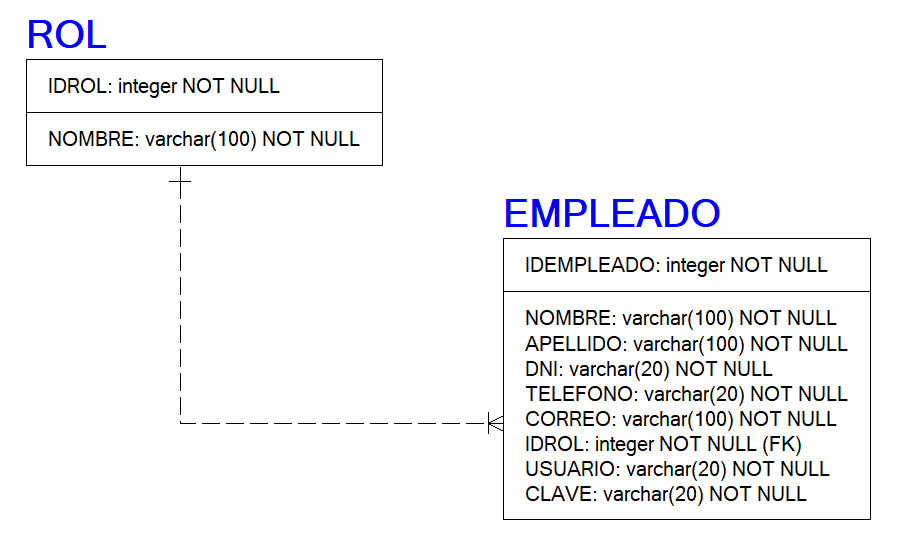 ROL
IDROL: integer NOT NULL
NOMBRE: varchar(100) NOT NULL
EMPLEADO
IDEMPLEADO: integer NOT NULL
NOMBRE: varchar(100) NOT NULL
APELLIDO: varchar(100) NOT NULL
DNI: varchar(20) NOT NULL
TELEFONO: varchar(20) NOT NULL
CORREO: varchar(100) NOT NULL
IDROL: integer NOT NULL (FK)
USUARIO: varchar(20) NOT NULL
CLAVE: varchar(20) NOT NULL